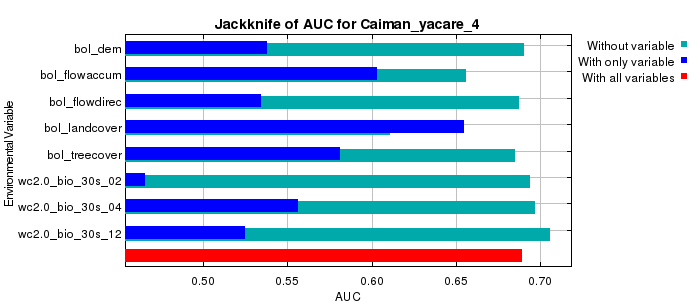 Jackknife of AUC for Caiman_yacare_4
Environmental Variable
bol_dem
bol_flowaccum
bol_flowdirec
bol_landcover
bol_treecover
wc2.0_bio_30s_02
wc2.0_bio_30s_04
wc2.0_bio_30s_12
Without variable
With only variable
With all variables
0.50 0.55 0.60 0.65 0.70
AUC